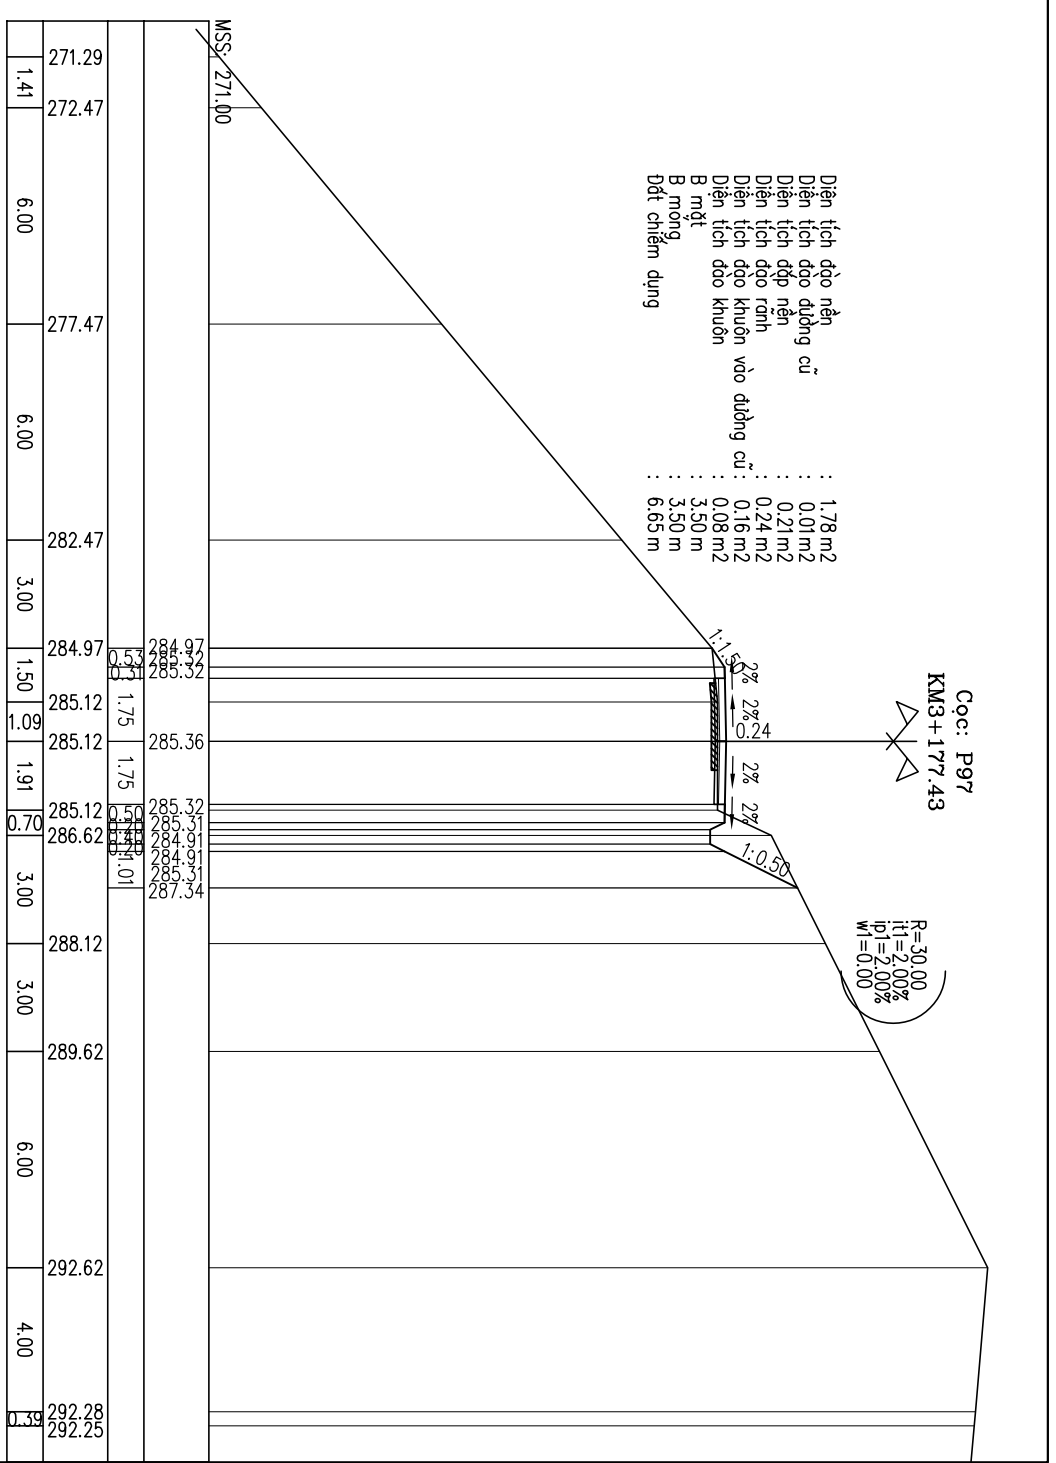 Cọc: P97
KM3+177.43
Diện tích đào nền : 1.78 m2
Diện tích đào đường cũ : 0.01 m2
Diện tích đắp nền : 0.21 m2
Diện tích đào rãnh : 0.24 m2
Diện tích đào khuôn vào đường cũ : 0.16 m2
Diện tích đào khuôn : 0.08 m2
B mặt : 3.50 m
B móng : 3.50 m
Đất chiếm dụng : 6.65 m
R=30.00
it1=2.00%
ip1=2.00%
w1=0.00
1:1.50
2% 2% 2% 2%
0.24
1:0.50
MSS: 271.00
284.97 285.32 285.32 285.36 285.32 285.31 284.91 284.91 285.31 287.34
0.53 0.31 1.75 1.75 0.50 0.20 0.40 0.20 1.01
271.29 272.47 277.47 282.47 284.97 285.12 285.12 285.12 286.62 288.12 289.62 292.62 292.28 292.25
1.41 6.00 6.00 3.00 1.50 1.09 1.91 0.70 3.00 3.00 6.00 4.00 0.39